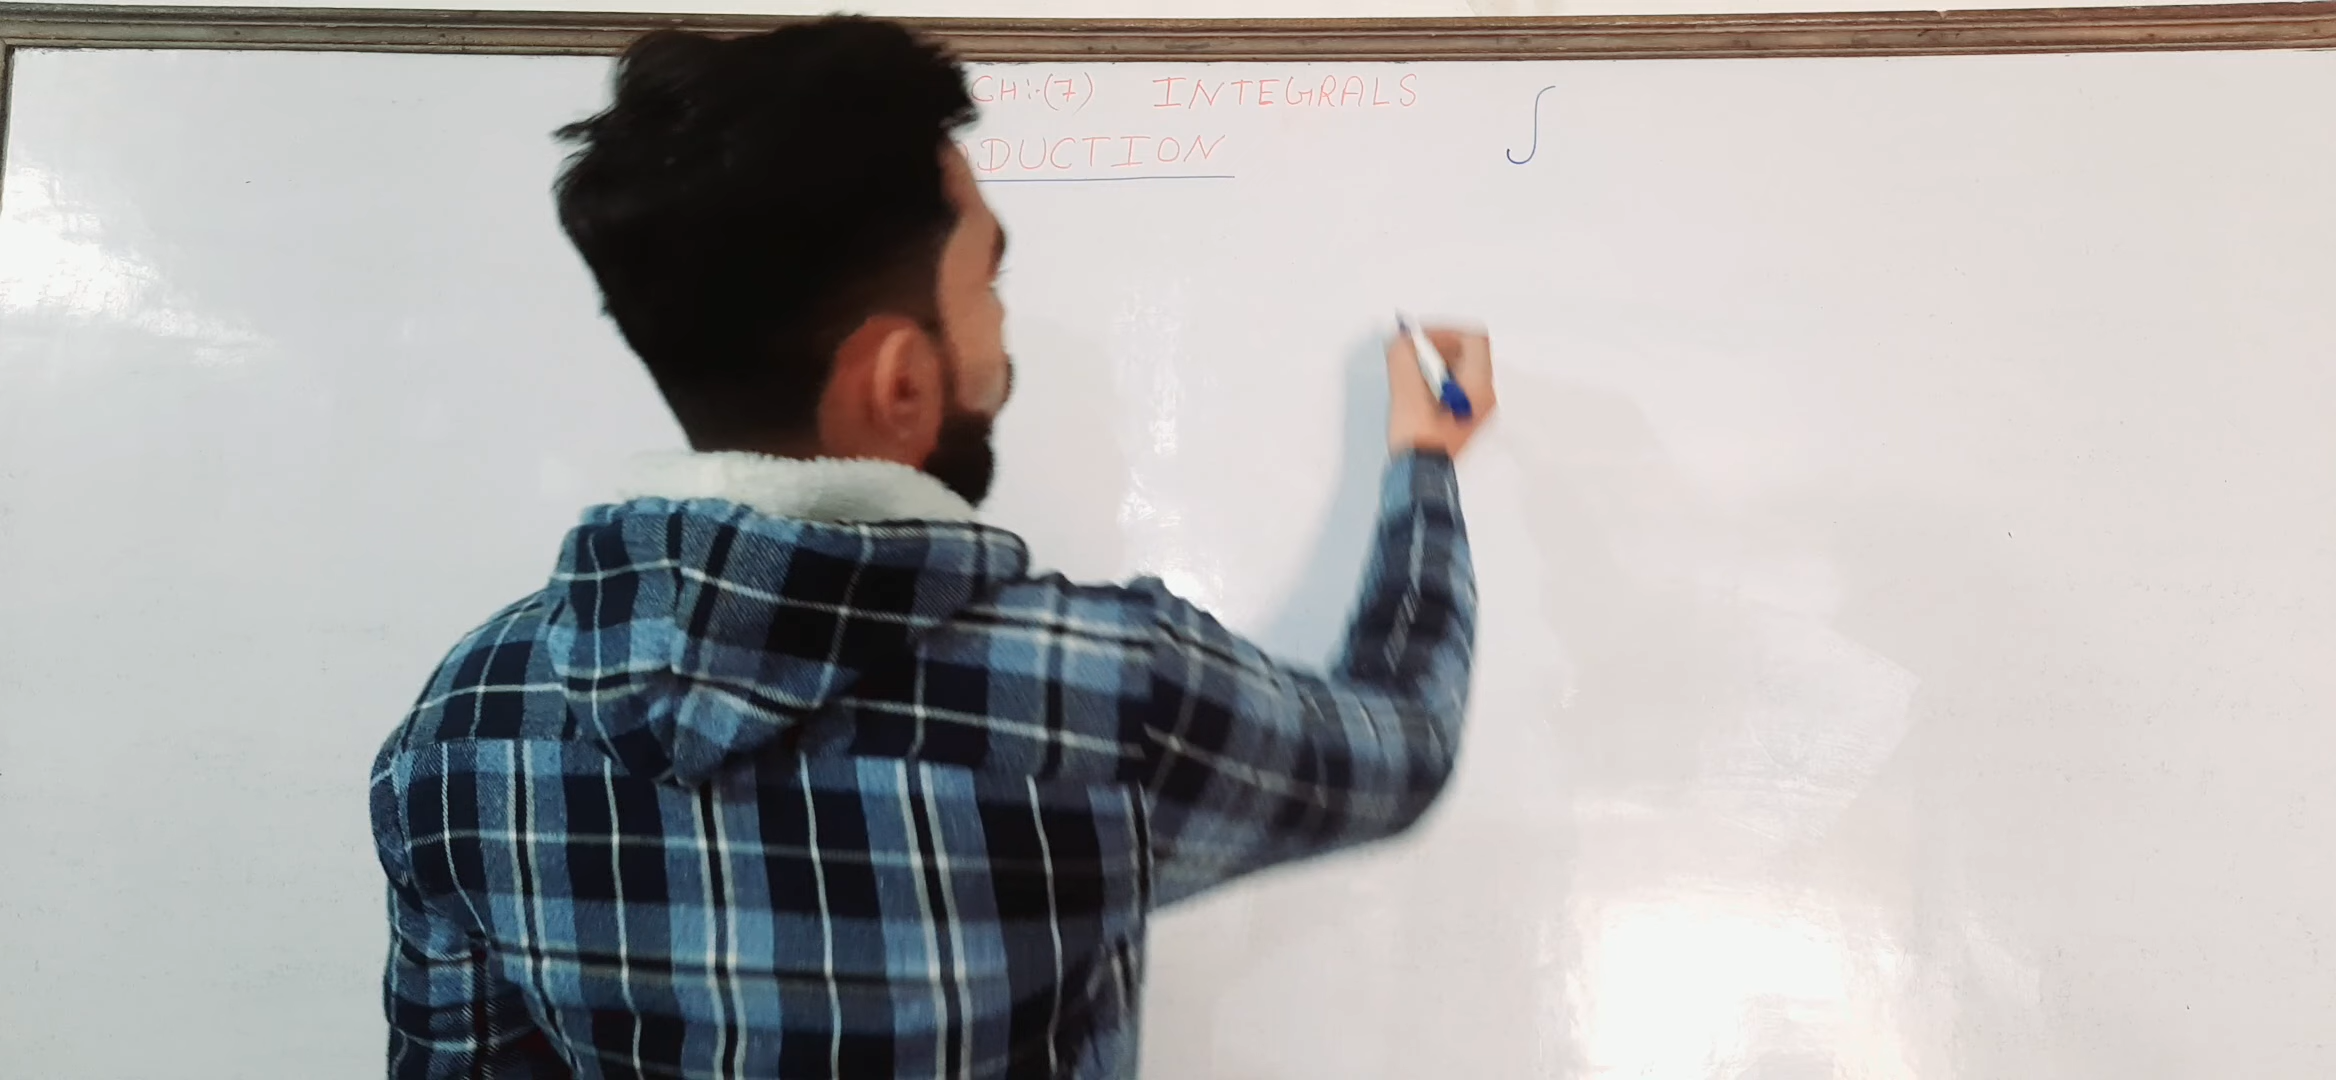 CH:-(7) INTEGRALS ∫
DUCTION